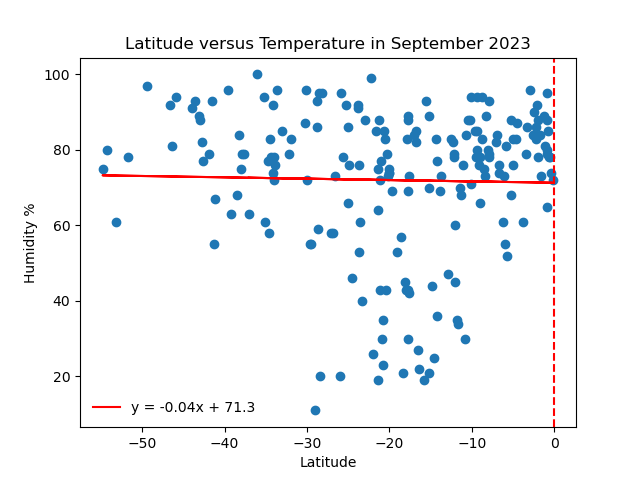 Latitude versus Temperature in September 2023
100
80
60
40
20
Humidity %
y = -0.04x + 71.3
−50
−40
−30
−20
−10
0
Latitude